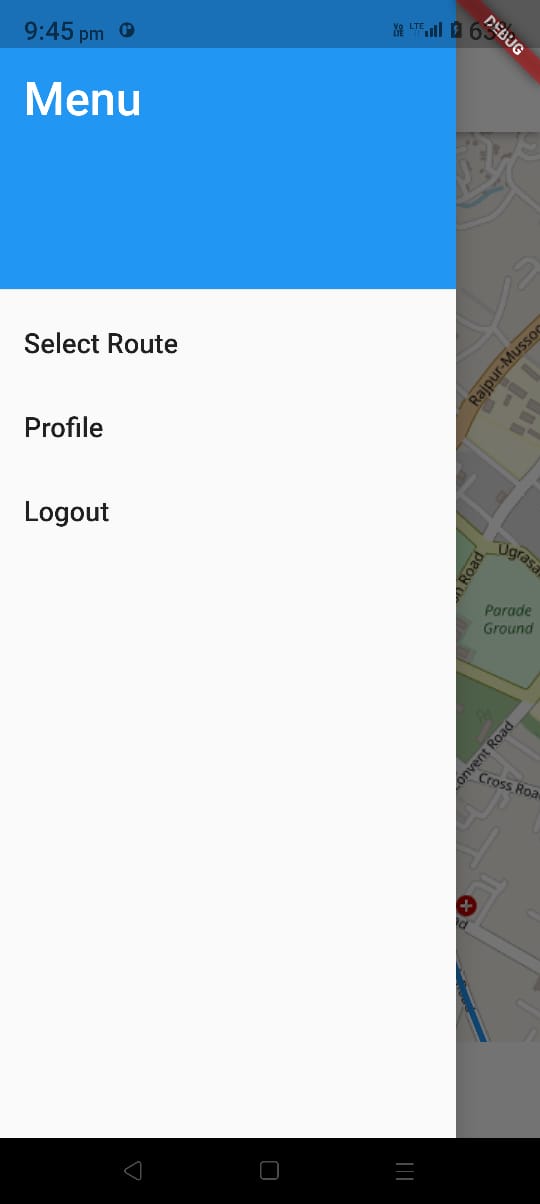 9:45 pm
Vo LTE LTE 63%
DEBUG
Menu
Select Route
Profile
Logout
Rajpur-Mussoo
Ugrasa
n Road
Parade
Ground
Convent Road
Cross Roa
ad